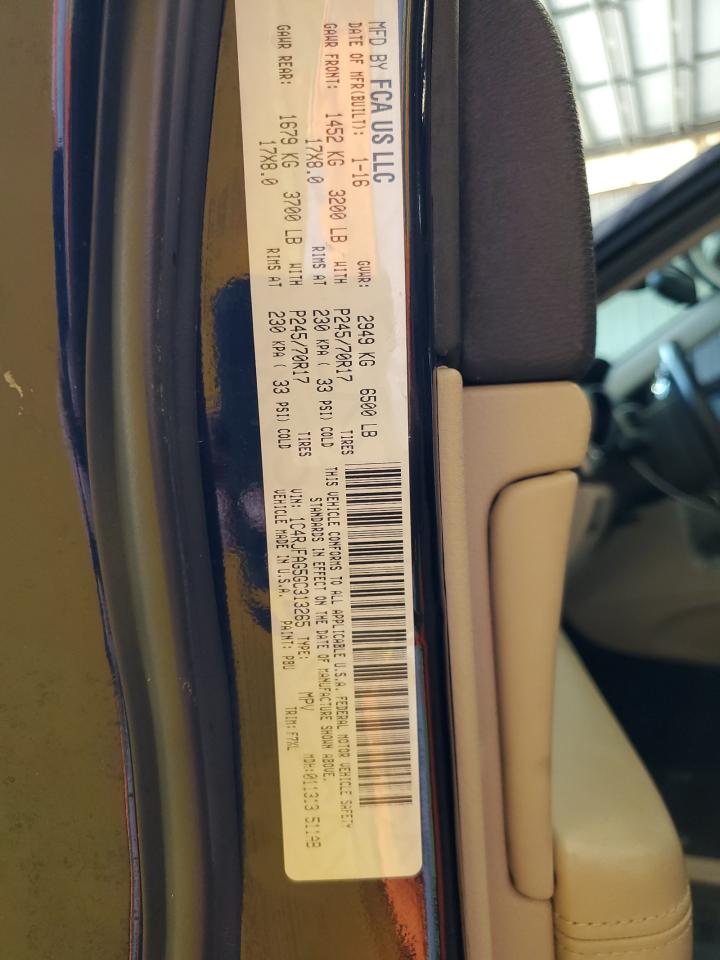 MFD BY FCA US LLC
DATE OF MFR(BUILT): 1-16 GVWR: 2949 KG 6500 LB
GAWR FRONT: 1452 KG 3200 LB WITH P245/70R17 TIRES
17X8.0 RIMS AT 230 KPA ( 33 PSI) COLD
GAWR REAR: 1679 KG 3700 LB WITH P245/70R17 TIRES
17X8.0 RIMS AT 230 KPA ( 33 PSI) COLD
THIS VEHICLE CONFORMS TO ALL APPLICABLE U.S.A. FEDERAL MOTOR VEHICLE SAFETY
STANDARDS IN EFFECT ON THE DATE OF MANUFACTURE SHOWN ABOVE.
VIN: 1C4RJFAG5GC313265 TYPE: MPV MDH:011313 511AB
VEHICLE MADE IN U.S.A. PAINT: PBU TRIM: F7XL